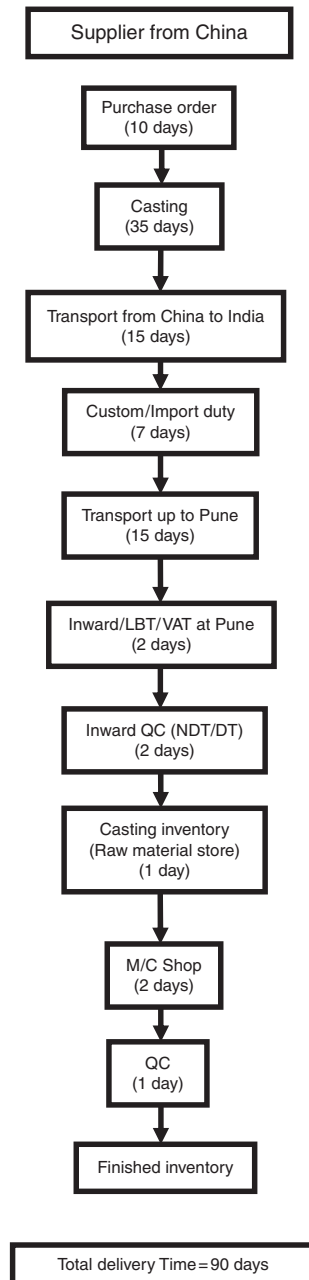 Supplier from China
Purchase order
(10 days)
Casting
(35 days)
Transport from China to India
(15 days)
Custom/Import duty
(7 days)
Transport up to Pune
(15 days)
Inward/LBT/VAT at Pune
(2 days)
Inward QC (NDT/DT)
(2 days)
Casting inventory
(Raw material store)
(1 day)
M/C Shop
(2 days)
QC
(1 day)
Finished inventory
Total delivery Time=90 days